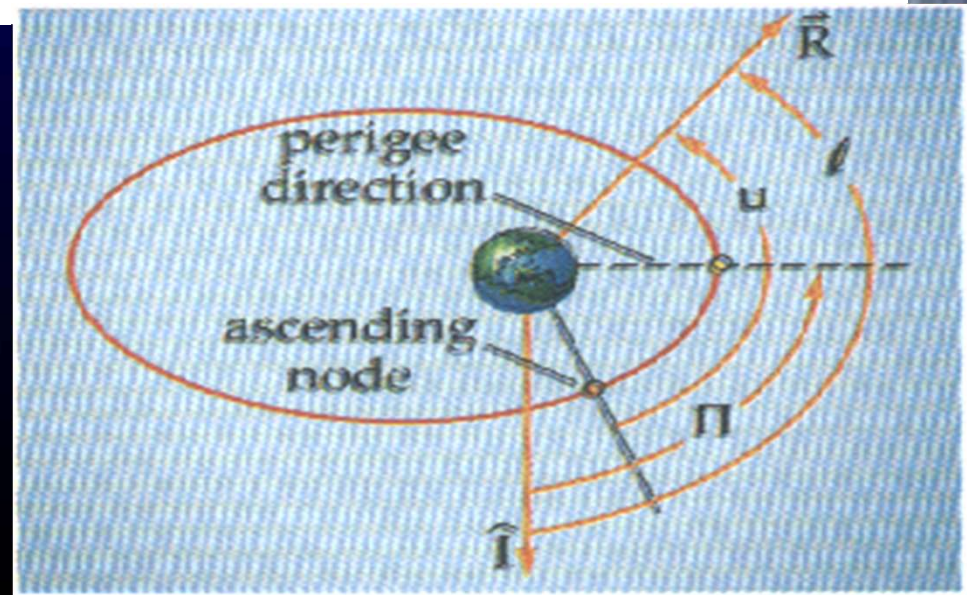 R⃗
perigee
direction
ℓ
u
ascending
node
Π
Î